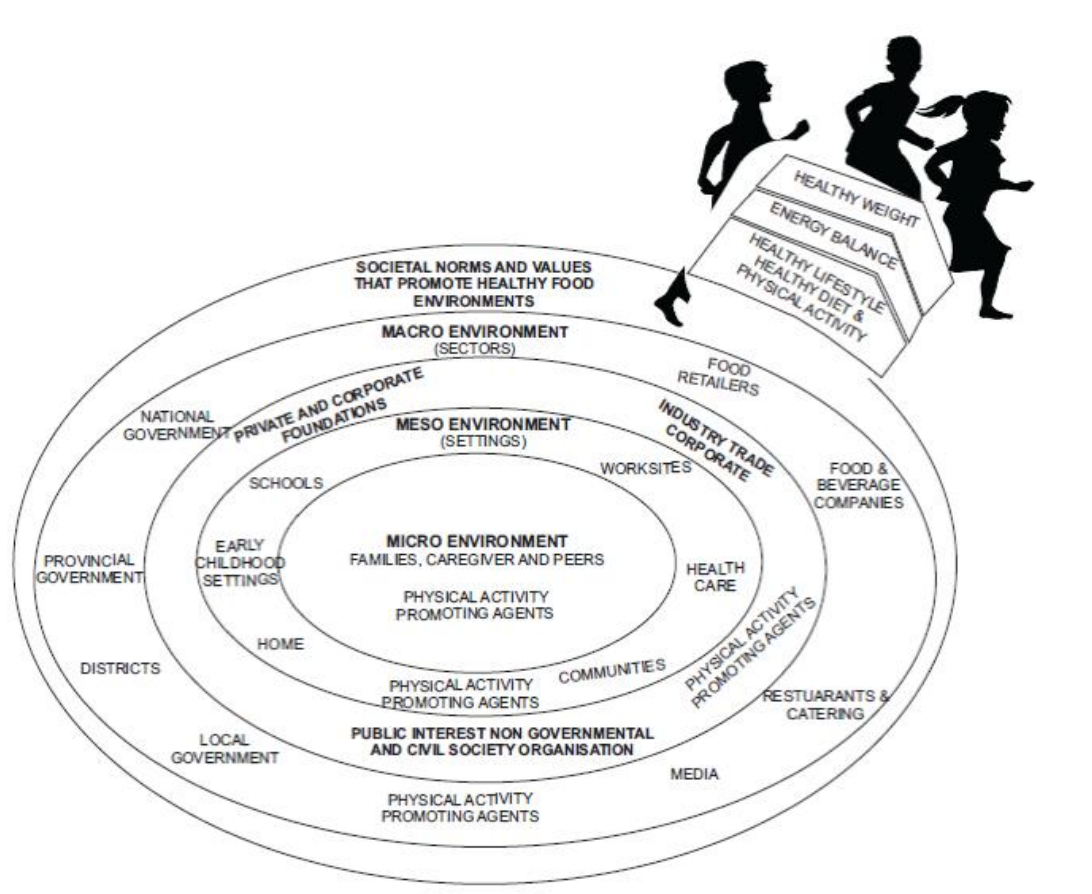 HEALTHY WEIGHT
ENERGY BALANCE
HEALTHY LIFESTYLE
HEALTHY DIET &
PHYSICAL ACTIVITY
SOCIETAL NORMS AND VALUES
THAT PROMOTE HEALTHY FOOD
ENVIRONMENTS
MACRO ENVIRONMENT
(SECTORS)
FOOD
RETAILERS
NATIONAL
GOVERNMENT
PRIVATE AND CORPORATE
FOUNDATIONS
INDUSTRY TRADE
CORPORATE
MESO ENVIRONMENT
(SETTINGS)
SCHOOLS
WORKSITES
FOOD &
BEVERAGE
COMPANIES
PROVINCIAL
GOVERNMENT
EARLY
CHILDHOOD
SETTINGS
MICRO ENVIRONMENT
FAMILIES, CAREGIVER AND PEERS
PHYSICAL ACTIVITY
PROMOTING AGENTS
HEALTH
CARE
HOME
COMMUNITIES
PHYSICAL ACTIVITY
PROMOTING AGENTS
PHYSICAL ACTIVITY
PROMOTING AGENTS
DISTRICTS
RESTUARANTS &
CATERING
PUBLIC INTEREST NON GOVERNMENTAL
AND CIVIL SOCIETY ORGANISATION
LOCAL
GOVERNMENT
MEDIA
PHYSICAL ACTIVITY
PROMOTING AGENTS